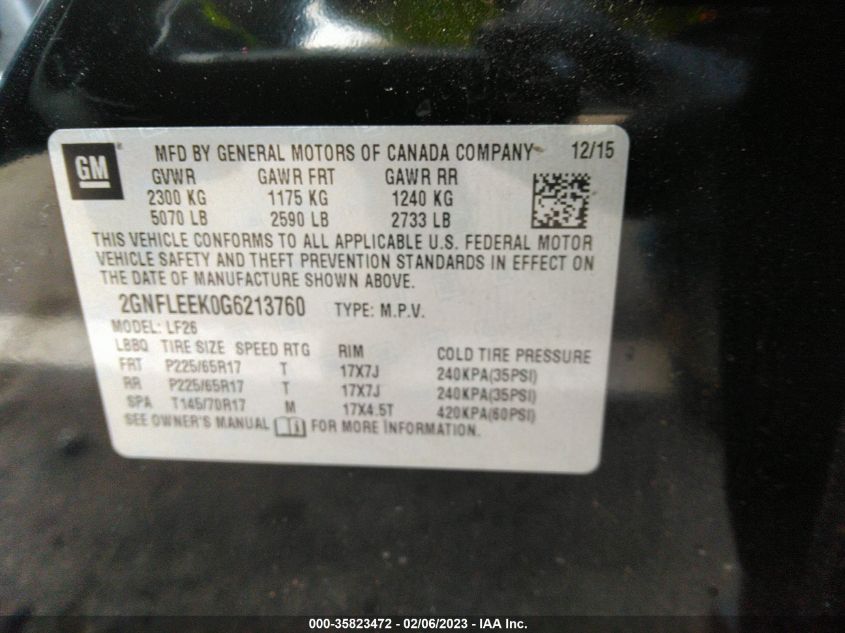 GM ® MFD BY GENERAL MOTORS OF CANADA COMPANY 12/15
GVWR GAWR FRT GAWR RR
2300 KG 1175 KG 1240 KG
5070 LB 2590 LB 2733 LB
THIS VEHICLE CONFORMS TO ALL APPLICABLE U.S. FEDERAL MOTOR
VEHICLE SAFETY AND THEFT PREVENTION STANDARDS IN EFFECT ON
THE DATE OF MANUFACTURE SHOWN ABOVE.
2GNFLEEK0G6213760 TYPE: M.P.V.
MODEL: LF26
LBBQ TIRE SIZE SPEED RTG RIM COLD TIRE PRESSURE
FRT P225/65R17 T 17X7J 240KPA(35PSI)
RR P225/65R17 T 17X7J 240KPA(35PSI)
SPA T145/70R17 M 17X4.5T 420KPA(60PSI)
SEE OWNER'S MANUAL FOR MORE INFORMATION.
000-35823472 — 02/06/2023 — IAA Inc.